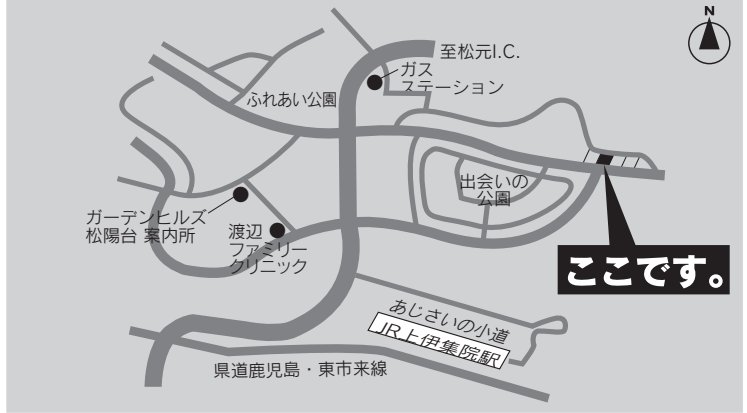 N
至松元I.C.
ガス
ステーション
ふれあい公園
出会いの
公園
ガーデンヒルズ
松陽台 案内所
渡辺
ファミリー
クリニック
ここです。
あじさいの小道
JR上伊集院駅
県道鹿児島・東市来線